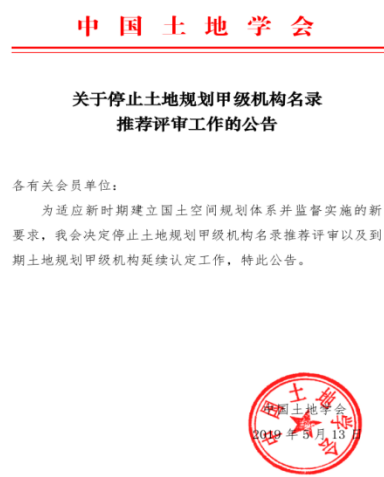 中国土地学会
关于停止土地规划甲级机构名录
推荐评审工作的公告
各有关会员单位：
为适应新时期建立国土空间规划体系并监督实施的新
要求，我会决定停止土地规划甲级机构名录推荐评审以及到
期土地规划甲级机构延续认定工作，特此公告。
中国土地学会
2019年5月13日
中国土地学会